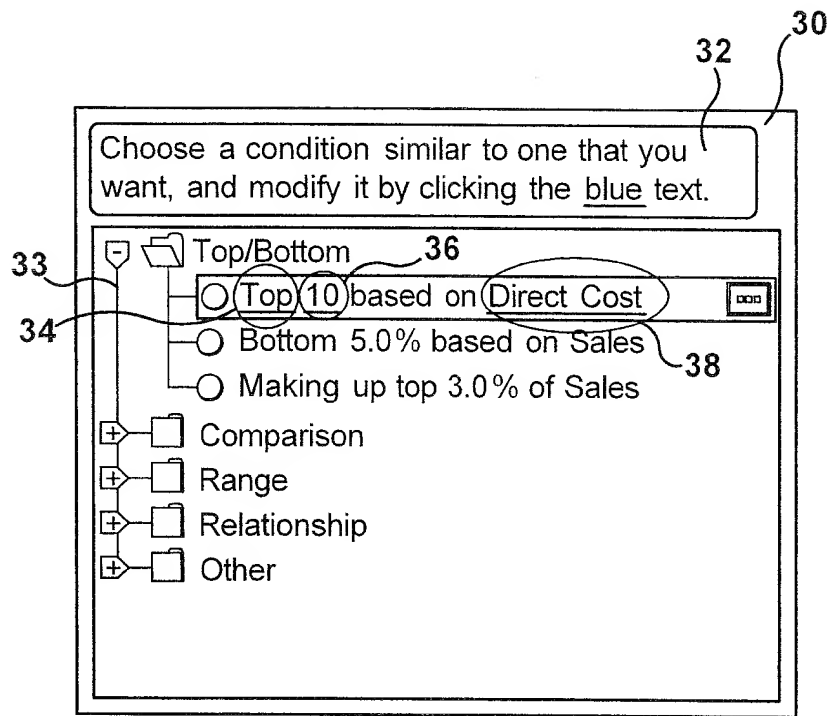 30
32
Choose a condition similar to one that you
want, and modify it by clicking the blue text.
Top/Bottom
36
33
Top 10 based on Direct Cost
34
Bottom 5.0% based on Sales
38
Making up top 3.0% of Sales
Comparison
Range
Relationship
Other